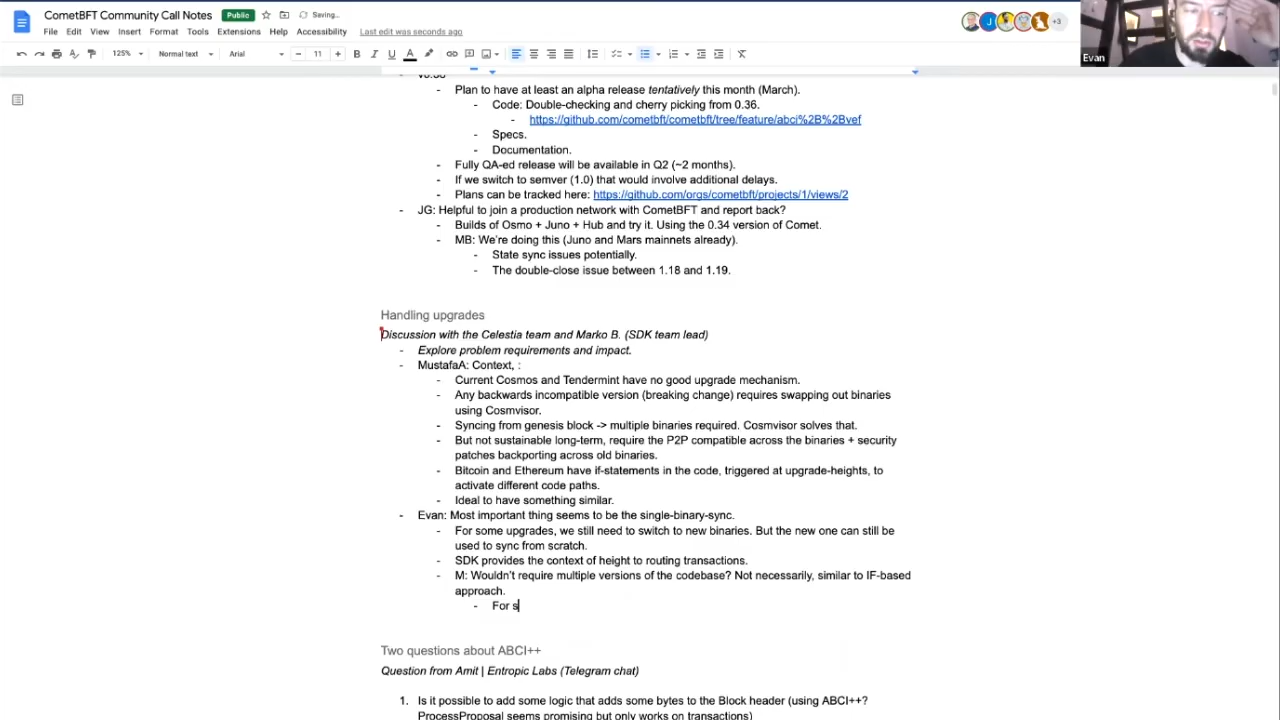 CometBFT Community Call Notes
Public
Saving...
+3
File Edit View Insert Format Tools Extensions Help Accessibility
Last edit was seconds ago
125%
Normal text
Arial
11
Evan
v0.38
- Plan to have at least an alpha release tentatively this month (March).
- Code: Double-checking and cherry picking from 0.36.
- https://github.com/cometbft/cometbft/tree/feature/abci%2B%2Bvef
- Specs.
- Documentation.
- Fully QA-ed release will be available in Q2 (~2 months).
- If we switch to semver (1.0) that would involve additional delays.
- Plans can be tracked here: https://github.com/orgs/cometbft/projects/1/views/2
- JG: Helpful to join a production network with CometBFT and report back?
- Builds of Osmo + Juno + Hub and try it. Using the 0.34 version of Comet.
- MB: We're doing this (Juno and Mars mainnets already).
- State sync issues potentially.
- The double-close issue between 1.18 and 1.19.
Handling upgrades
Discussion with the Celestia team and Marko B. (SDK team lead)
- Explore problem requirements and impact.
- MustafaA: Context, :
- Current Cosmos and Tendermint have no good upgrade mechanism.
- Any backwards incompatible version (breaking change) requires swapping out binaries
using Cosmvisor.
- Syncing from genesis block -> multiple binaries required. Cosmvisor solves that.
- But not sustainable long-term, require the P2P compatible across the binaries + security
patches backporting across old binaries.
- Bitcoin and Ethereum have if-statements in the code, triggered at upgrade-heights, to
activate different code paths.
- Ideal to have something similar.
- Evan: Most important thing seems to be the single-binary-sync.
- For some upgrades, we still need to switch to new binaries. But the new one can still be
used to sync from scratch.
- SDK provides the context of height to routing transactions.
- M: Wouldn't require multiple versions of the codebase? Not necessarily, similar to IF-based
approach.
- For s
Two questions about ABCI++
Question from Amit | Entropic Labs (Telegram chat)
1. Is it possible to add some logic that adds some bytes to the Block header (using ABCI++?
ProcessProposal seems promising but only works on transactions)